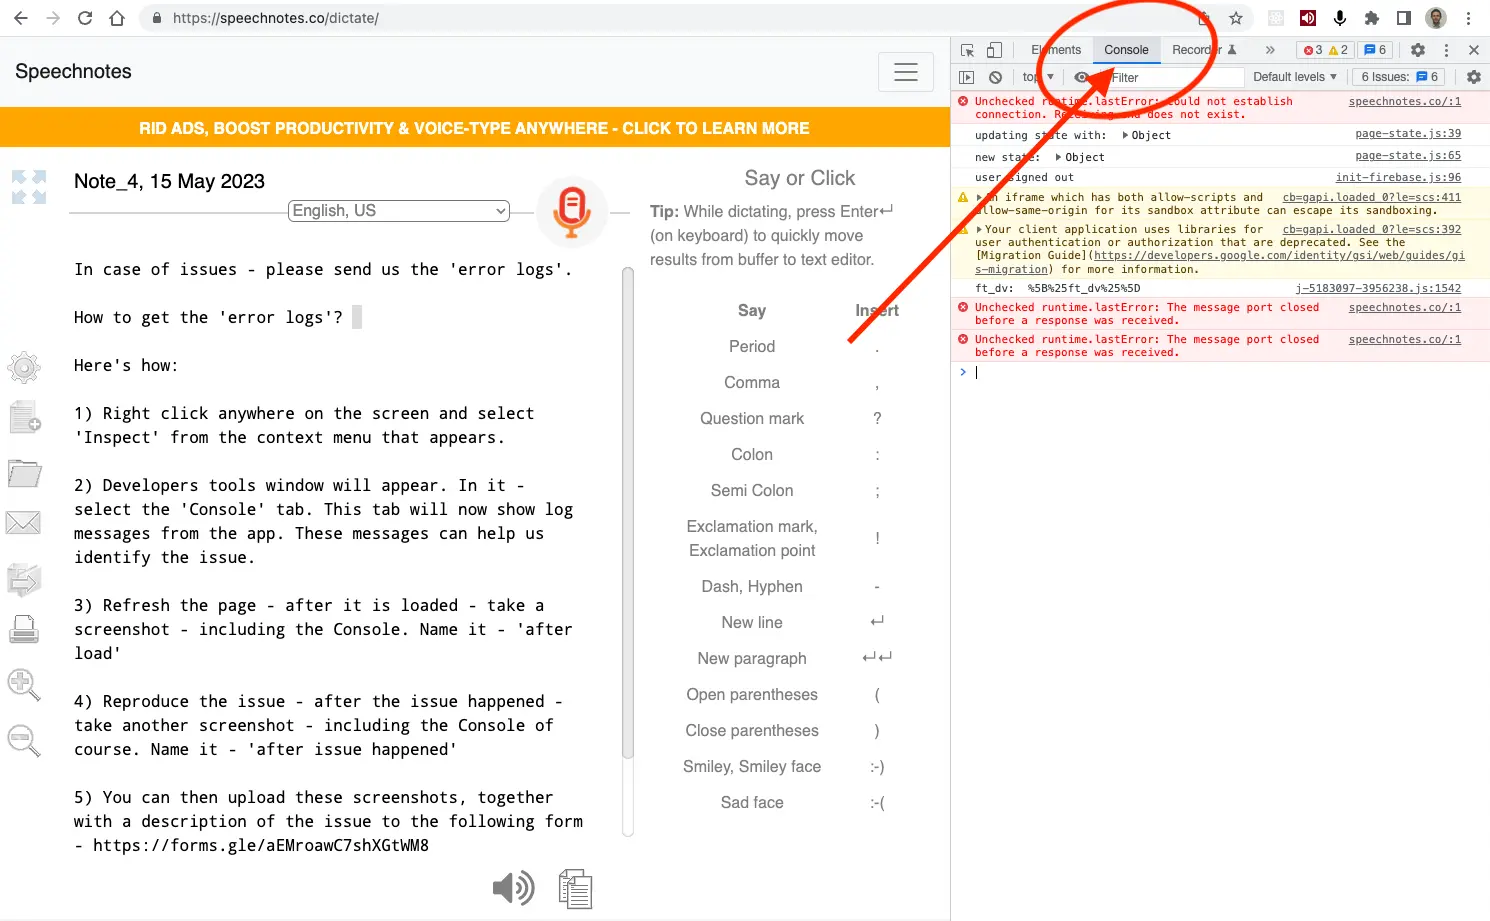 https://speechnotes.co/dictate/
Speechnotes
RID ADS, BOOST PRODUCTIVITY & VOICE-TYPE ANYWHERE - CLICK TO LEARN MORE
Note_4, 15 May 2023
English, US
In case of issues - please send us the 'error logs'.
How to get the 'error logs'?
Here's how:
1) Right click anywhere on the screen and select
'Inspect' from the context menu that appears.
2) Developers tools window will appear. In it -
select the 'Console' tab. This tab will now show log
messages from the app. These messages can help us
identify the issue.
3) Refresh the page - after it is loaded - take a
screenshot - including the Console. Name it - 'after
load'
4) Reproduce the issue - after the issue happened -
take another screenshot - including the Console of
course. Name it - 'after issue happened'
5) You can then upload these screenshots, together
with a description of the issue to the following form
- https://forms.gle/aEMroawC7shXGtWM8
Say or Click
Tip: While dictating, press Enter↵
(on keyboard) to quickly move
results from buffer to text editor.
Say Insert
Period .
Comma ,
Question mark ?
Colon :
Semi Colon ;
Exclamation mark,
Exclamation point !
Dash, Hyphen -
New line ↵
New paragraph ↵↵
Open parentheses (
Close parentheses )
Smiley, Smiley face :-)
Sad face :-(
Elements Console Recorder » 3 2 6
top Filter Default levels 6 Issues: 6
Unchecked runtime.lastError: Could not establish speechnotes.co/:1
connection. Receiving end does not exist.
updating state with: Object page-state.js:39
new state: Object page-state.js:65
user signed out init-firebase.js:96
An iframe which has both allow-scripts and cb=gapi.loaded_0?le=scs:411
allow-same-origin for its sandbox attribute can escape its sandboxing.
Your client application uses libraries for cb=gapi.loaded_0?le=scs:392
user authentication or authorization that are deprecated. See the
[Migration Guide](https://developers.google.com/identity/gsi/web/guides/gi
s-migration) for more information.
ft_dv: %5B%25ft_dv%25%5D j-5183097-3956238.js:1542
Unchecked runtime.lastError: The message port closed speechnotes.co/:1
before a response was received.
Unchecked runtime.lastError: The message port closed speechnotes.co/:1
before a response was received.